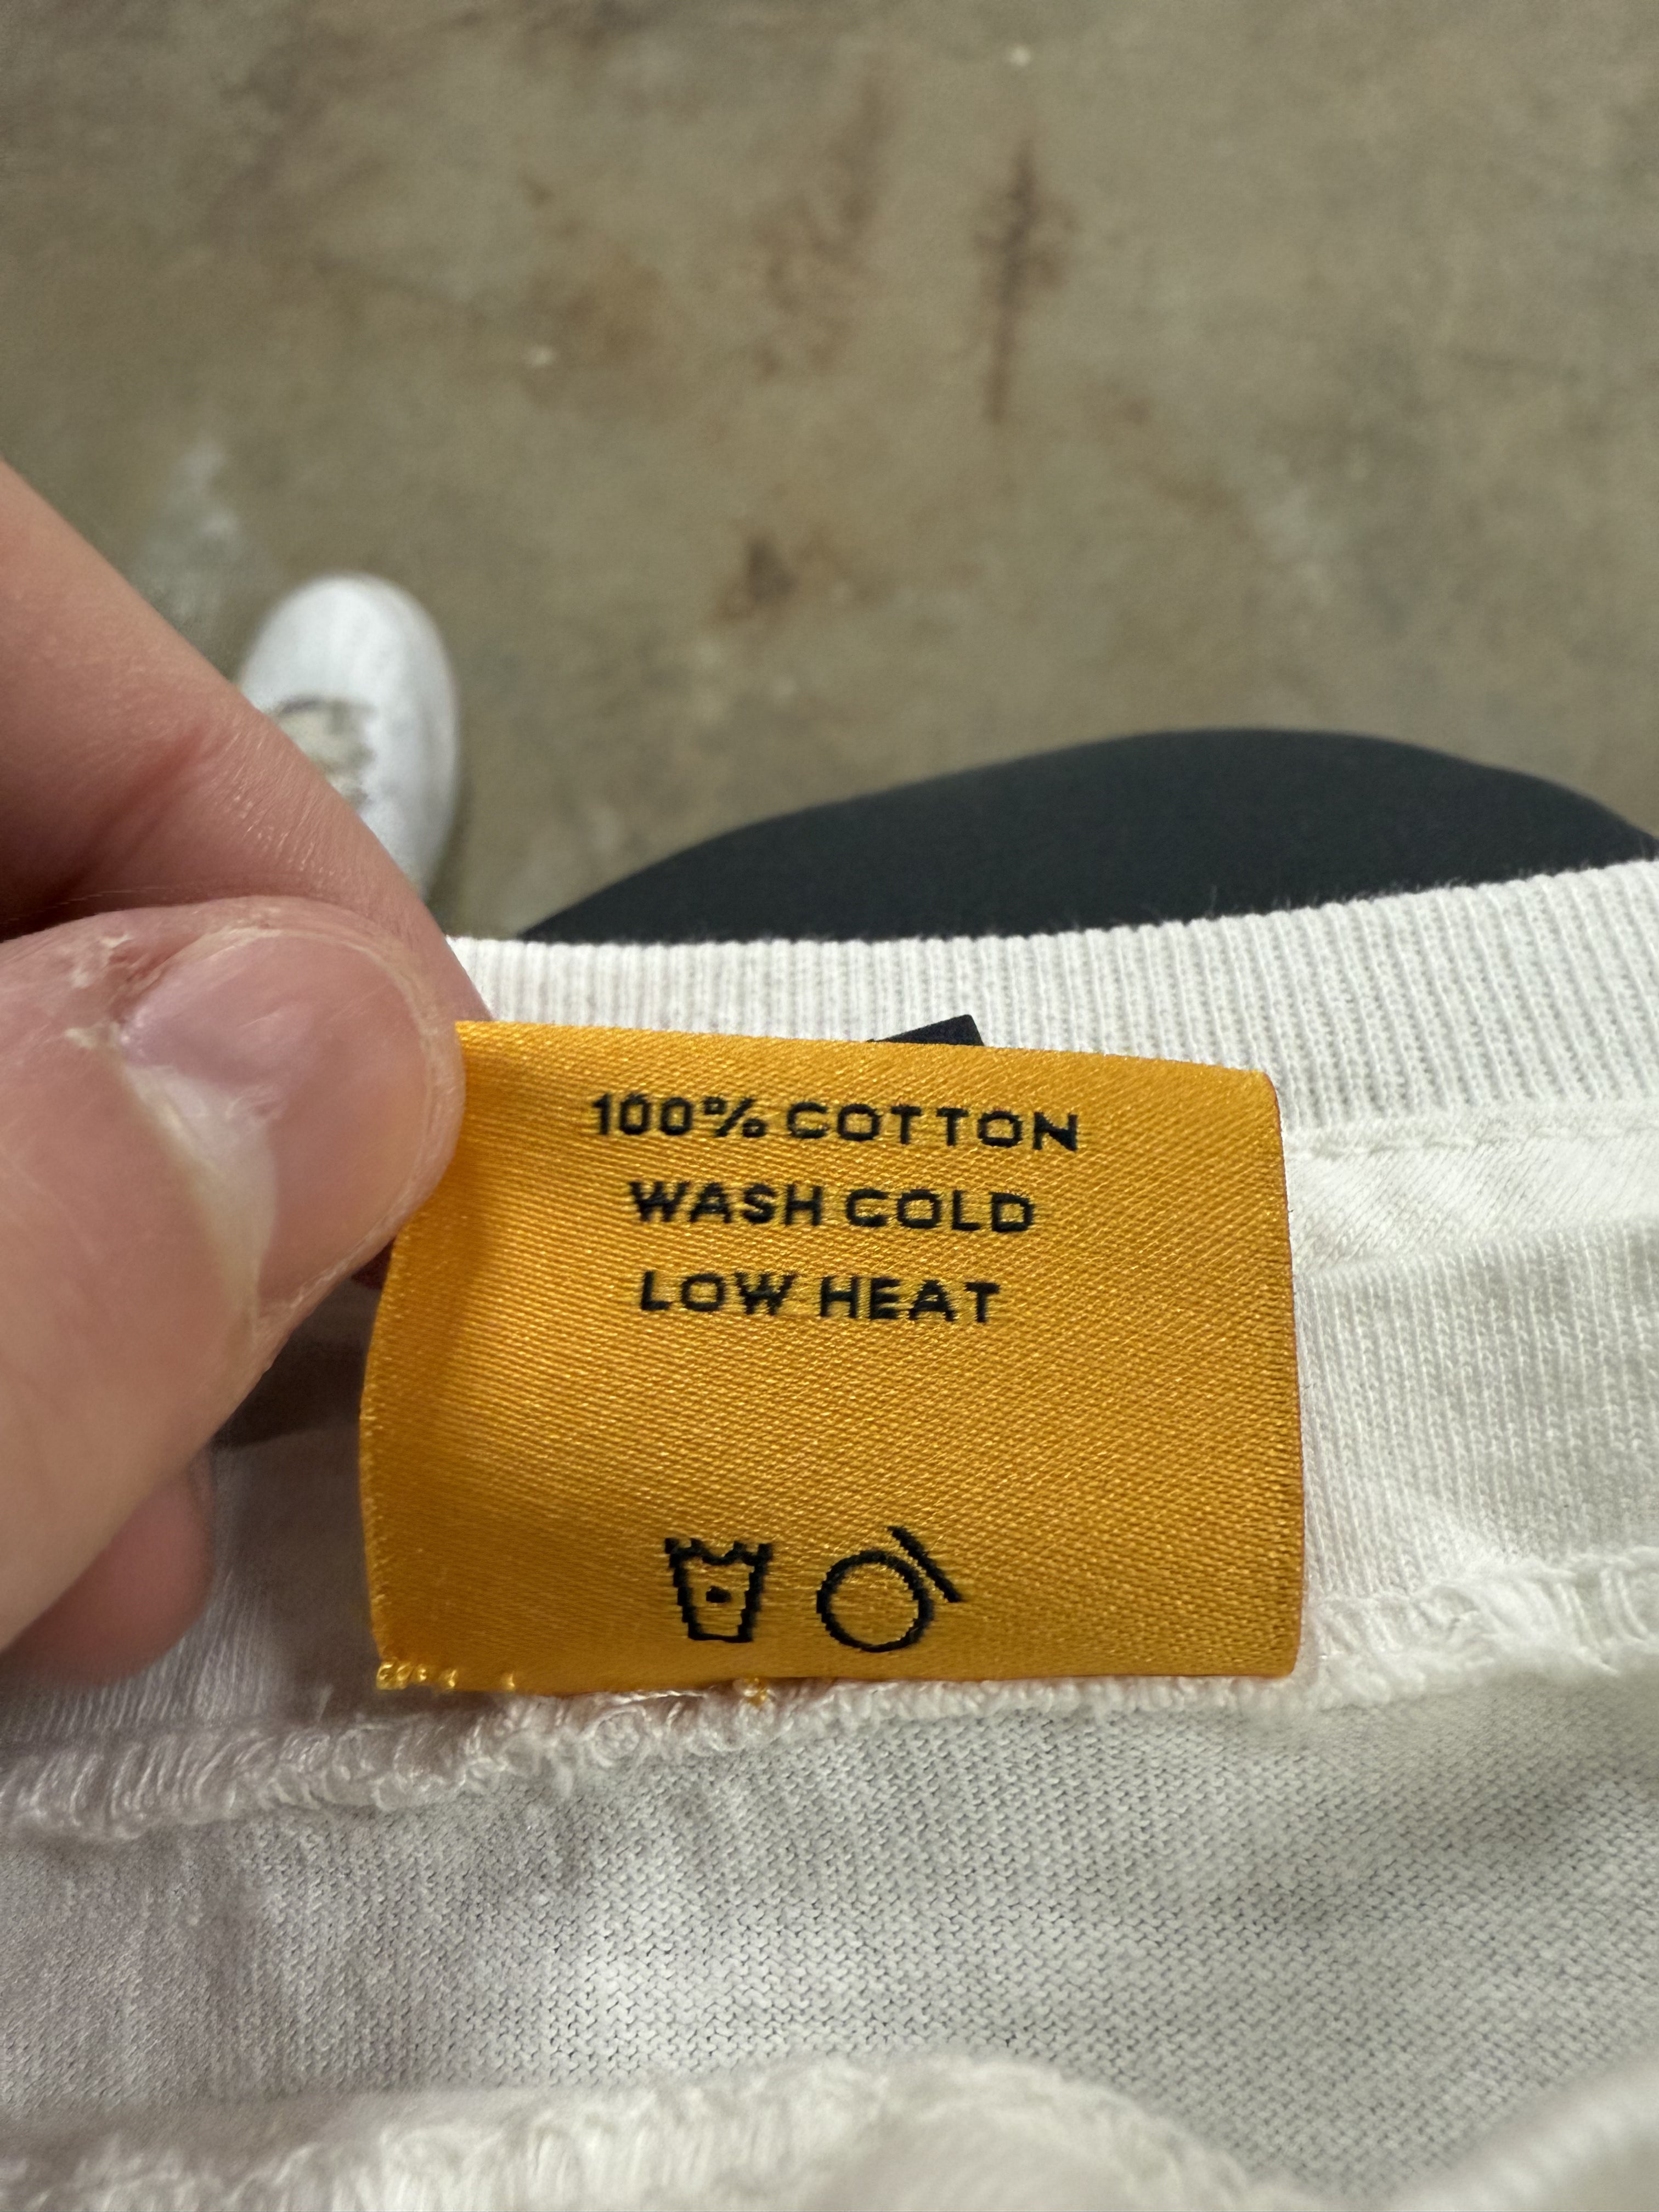 100% COTTON
WASH COLD
LOW HEAT